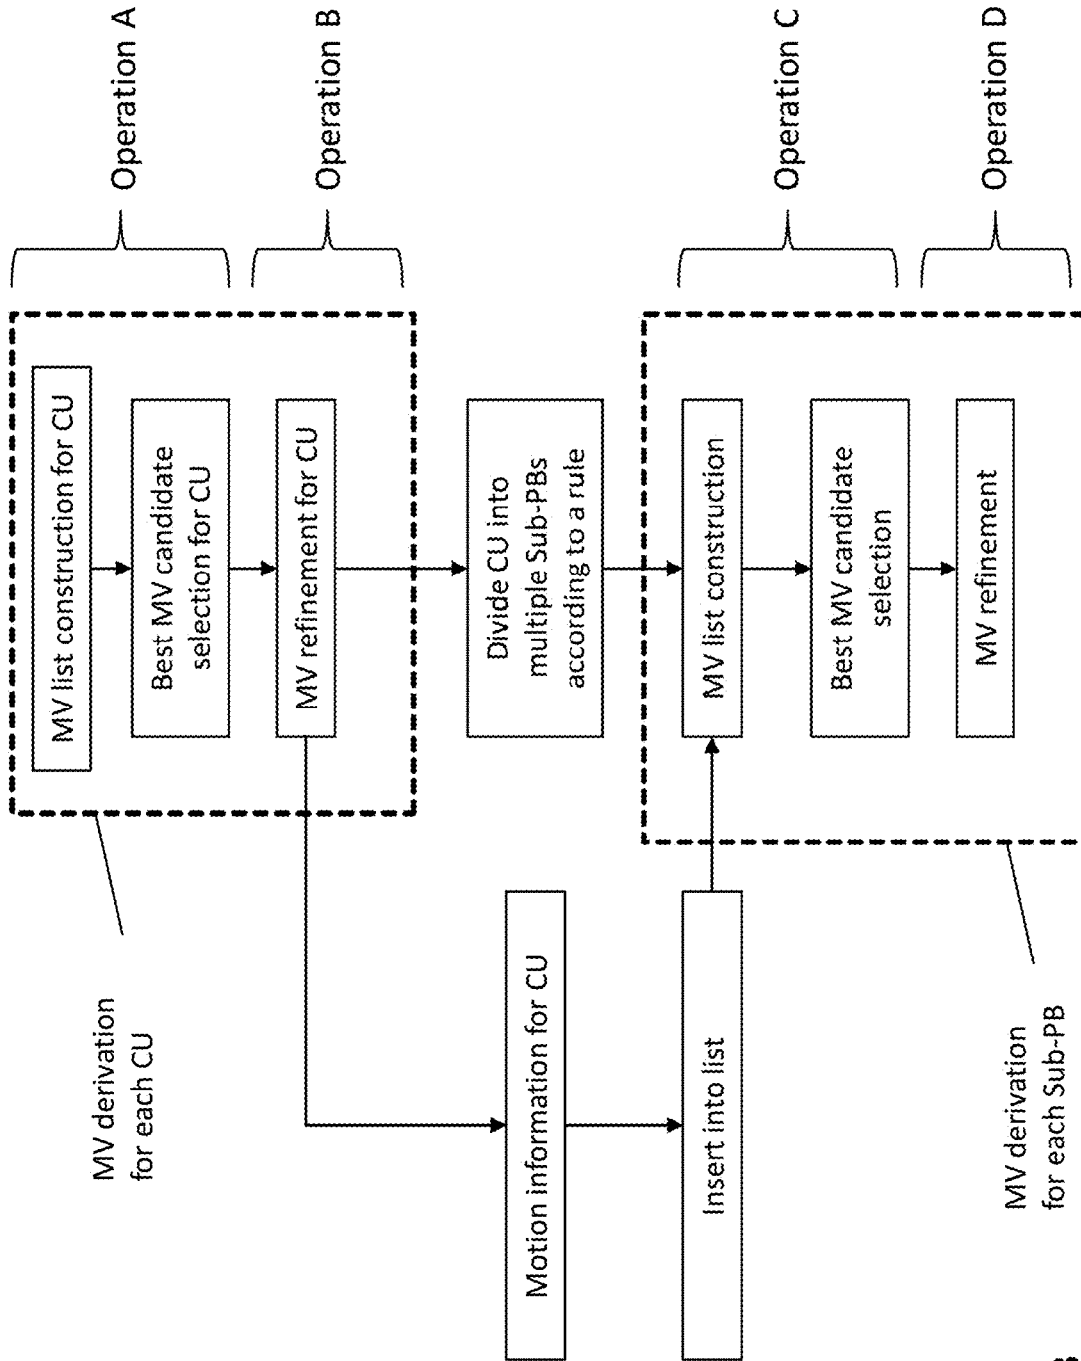 MV derivation
for each CU
MV list construction for CU
Best MV candidate
selection for CU
MV refinement for CU
Operation A
Operation B
Motion information for CU
Divide CU into
multiple Sub-PBs
according to a rule
Insert into list
MV derivation
for each Sub-PB
MV list construction
Best MV candidate
selection
MV refinement
Operation C
Operation D